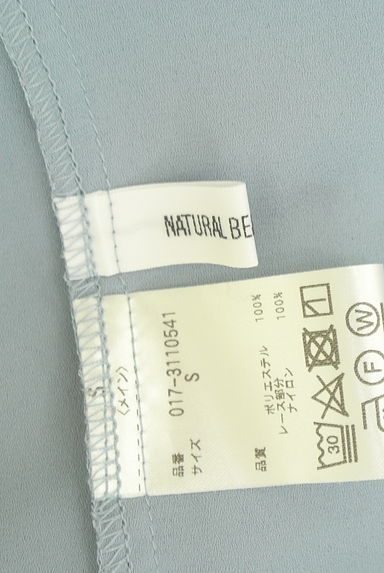 NATURAL BE
S
〈メイン〉
品番 017-3110541
サイズ S
品質 ポリエステル 100%
レース部分
ナイロン 100%
30
F
W